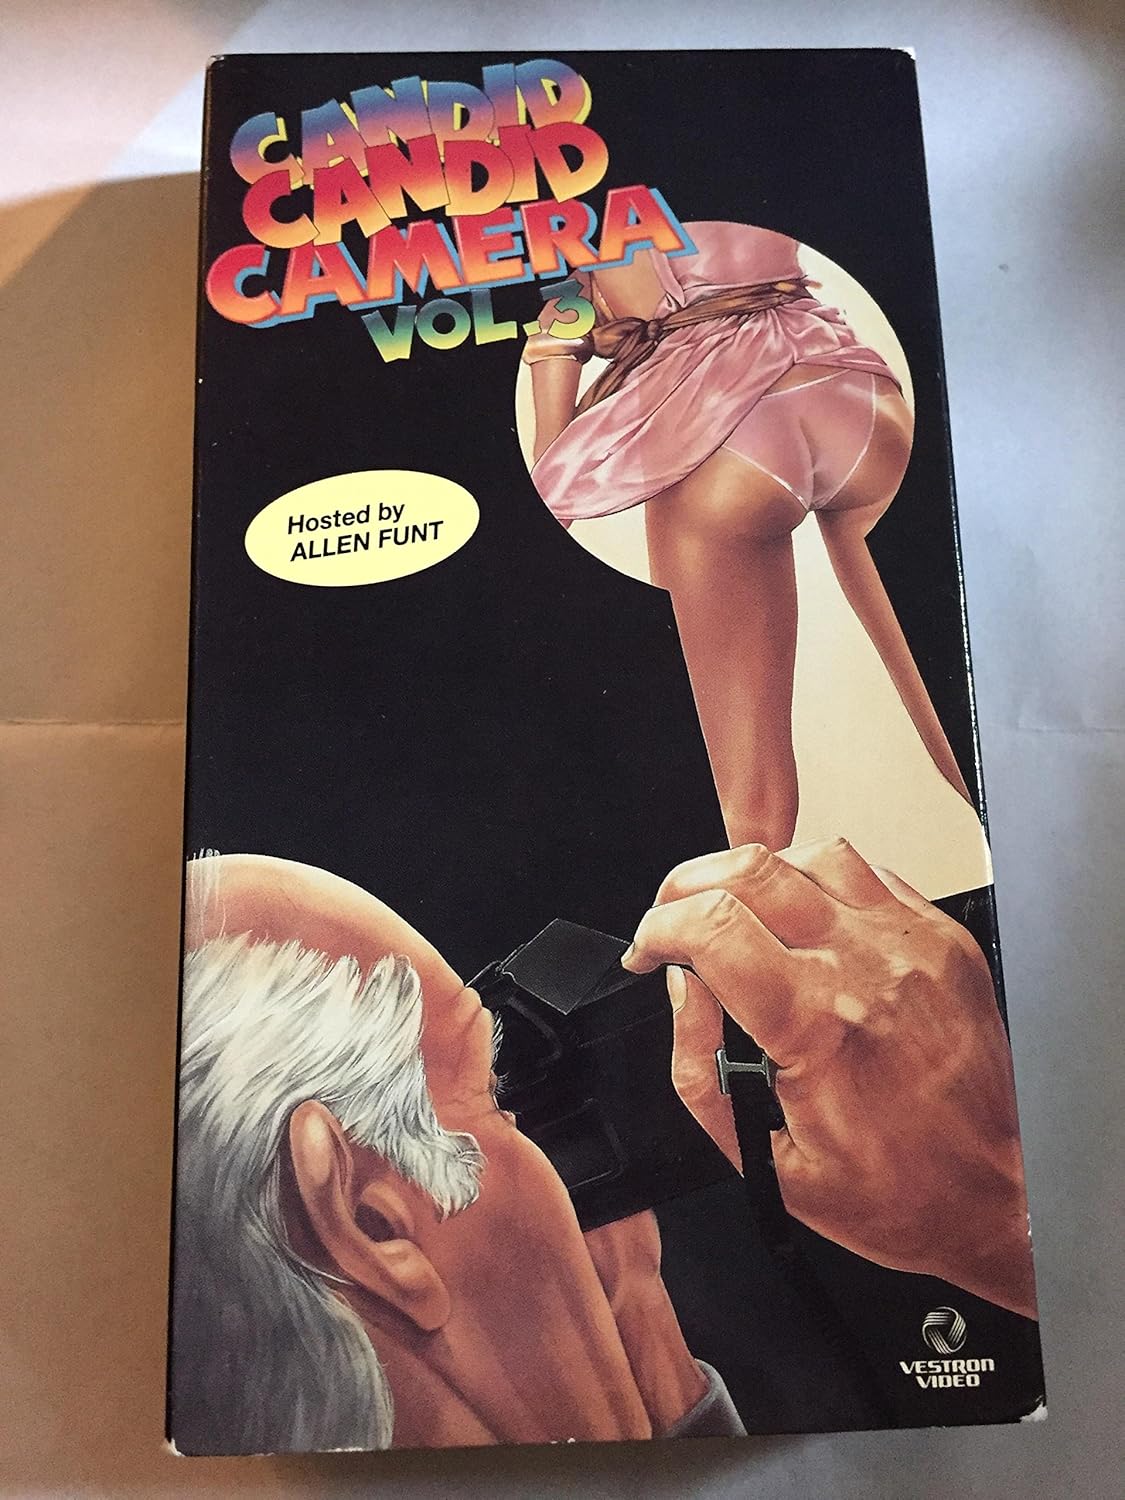 CANDID
CANDID
CAMERA
VOL.3
Hosted by
ALLEN FUNT
VESTRON
VIDEO